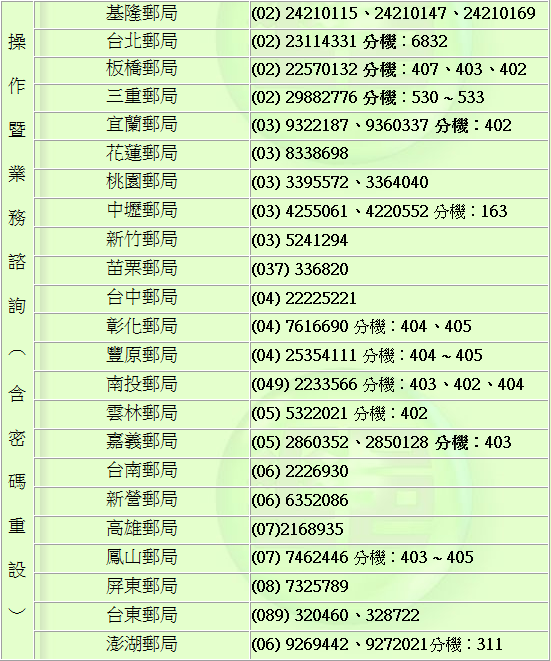 操作暨業務諮詢（含密碼重設）
基隆郵局 (02) 24210115、24210147、24210169
台北郵局 (02) 23114331 分機：6832
板橋郵局 (02) 22570132 分機：407、403、402
三重郵局 (02) 29882776 分機：530～533
宜蘭郵局 (03) 9322187、9360337 分機：402
花蓮郵局 (03) 8338698
桃園郵局 (03) 3395572、3364040
中壢郵局 (03) 4255061、4220552 分機：163
新竹郵局 (03) 5241294
苗栗郵局 (037) 336820
台中郵局 (04) 22225221
彰化郵局 (04) 7616690 分機：404、405
豐原郵局 (04) 25354111 分機：404～405
南投郵局 (049) 2233566 分機：403、402、404
雲林郵局 (05) 5322021 分機：402
嘉義郵局 (05) 2860352、2850128 分機：403
台南郵局 (06) 2226930
新營郵局 (06) 6352086
高雄郵局 (07)2168935
鳳山郵局 (07) 7462446 分機：403～405
屏東郵局 (08) 7325789
台東郵局 (089) 320460、328722
澎湖郵局 (06) 9269442、9272021分機：311